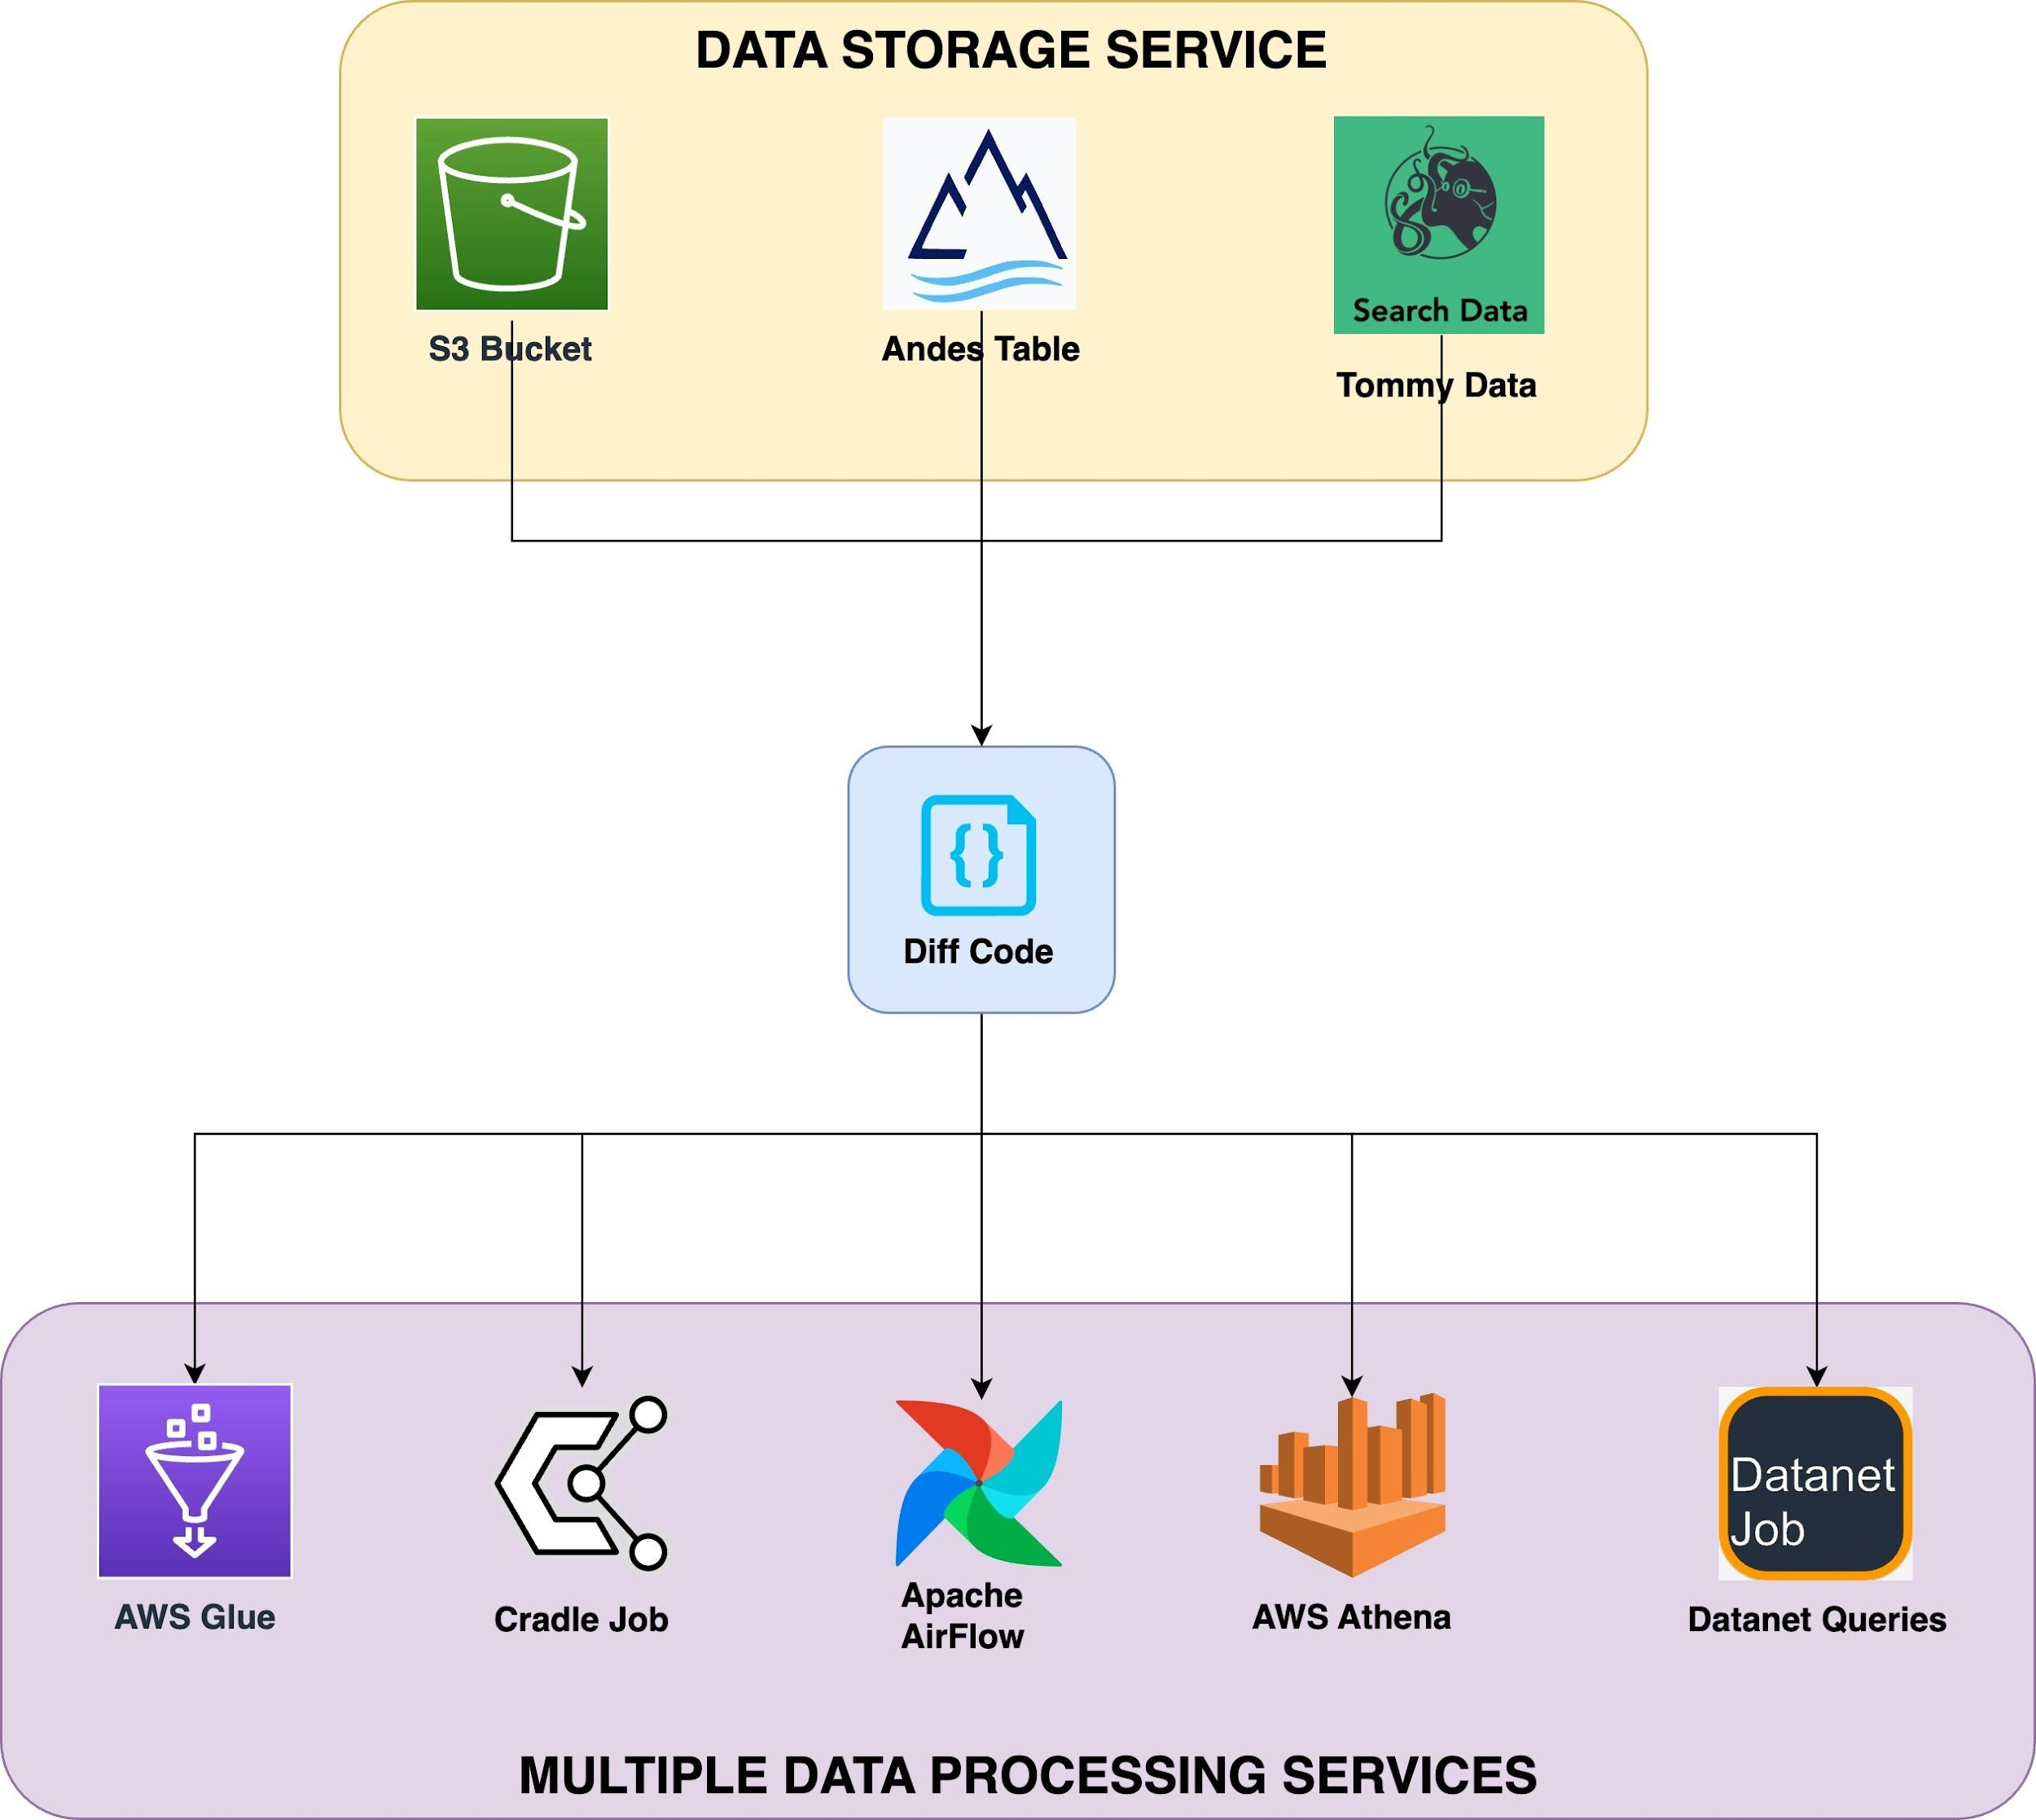 DATA STORAGE SERVICE
Search Data
S3 Bucket
Andes Table
Tommy Data
{}
Diff Code
Datanet
Job
AWS Glue
Cradle Job
Apache
AirFlow
AWS Athena
Datanet Queries
MULTIPLE DATA PROCESSING SERVICES